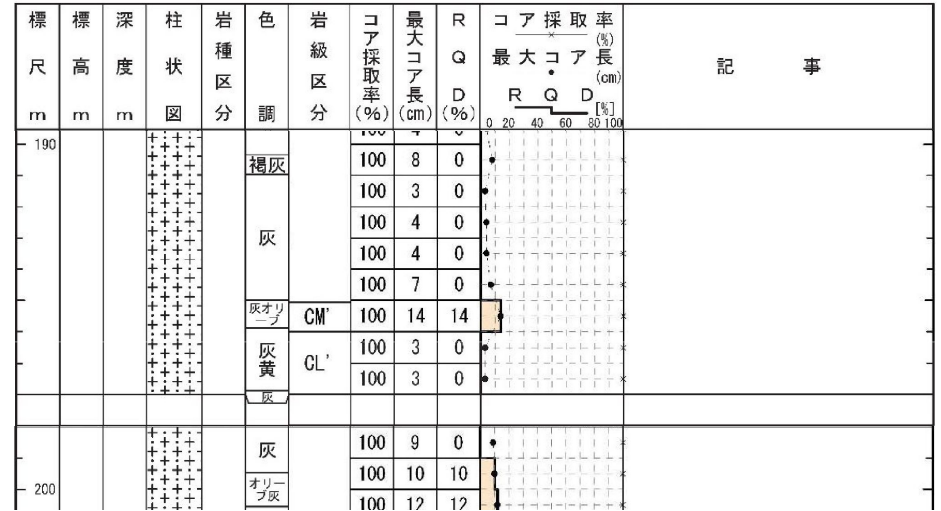 標尺 m
標高 m
深度 m
柱状図
岩種区分
色調
岩級区分
コア採取率(%)
最大コア長(cm)
RQD(%)
コア採取率
(%)
最大コア長
(cm)
RQD
[%]
0 20 40 60 80 100
記事
190
褐灰 100 8 0
100 3 0
100 4 0
灰
100 4 0
100 7 0
灰オリーブ CM' 100 14 14
灰黄 CL' 100 3 0
100 3 0
灰
灰 100 9 0
100 10 10
200 オリーブ灰
100 12 12